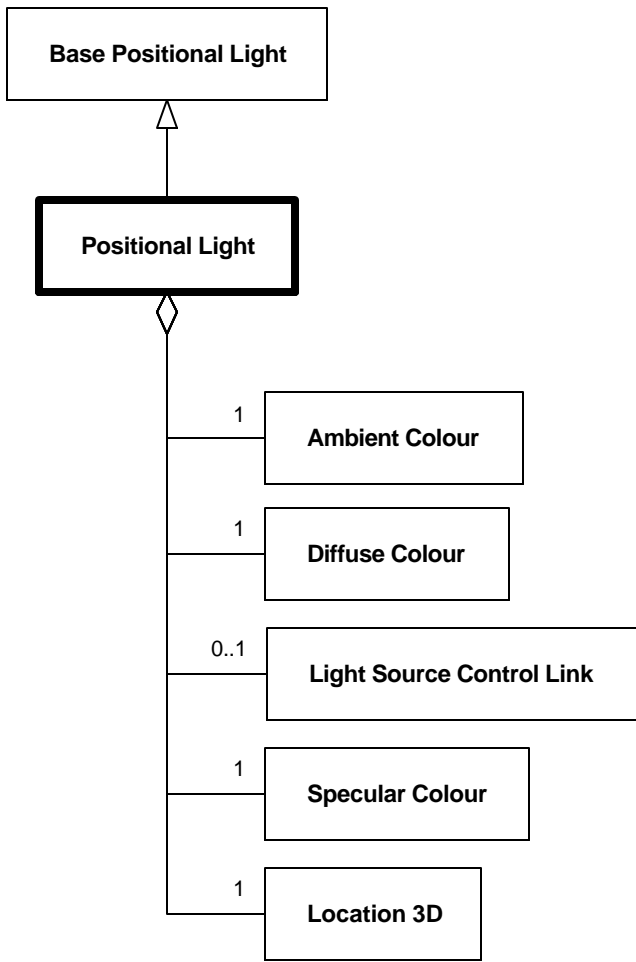 Base Positional Light
Positional Light
1
Ambient Colour
1
Diffuse Colour
0..1
Light Source Control Link
1
Specular Colour
1
Location 3D